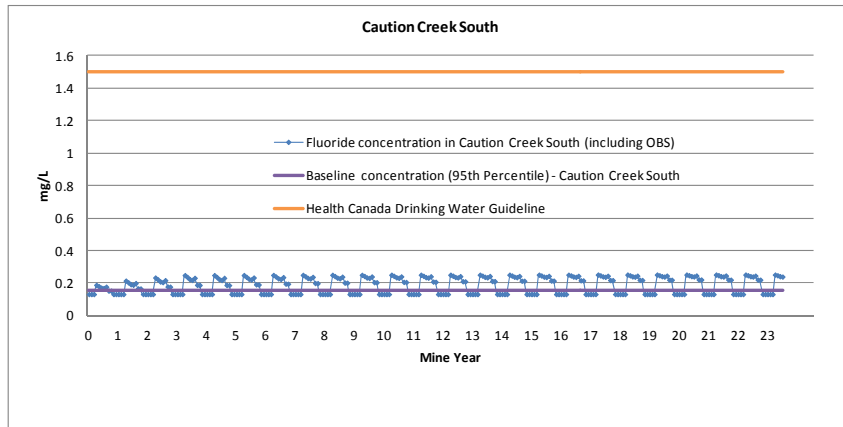 Caution Creek South
1.6
1.4
1.2
1
0.8
0.6
0.4
0.2
0
mg/L
Fluoride concentration in Caution Creek South (including OBS)
Baseline concentration (95th Percentile) - Caution Creek South
Health Canada Drinking Water Guideline
0 1 2 3 4 5 6 7 8 9 10 11 12 13 14 15 16 17 18 19 20 21 22 23
Mine Year